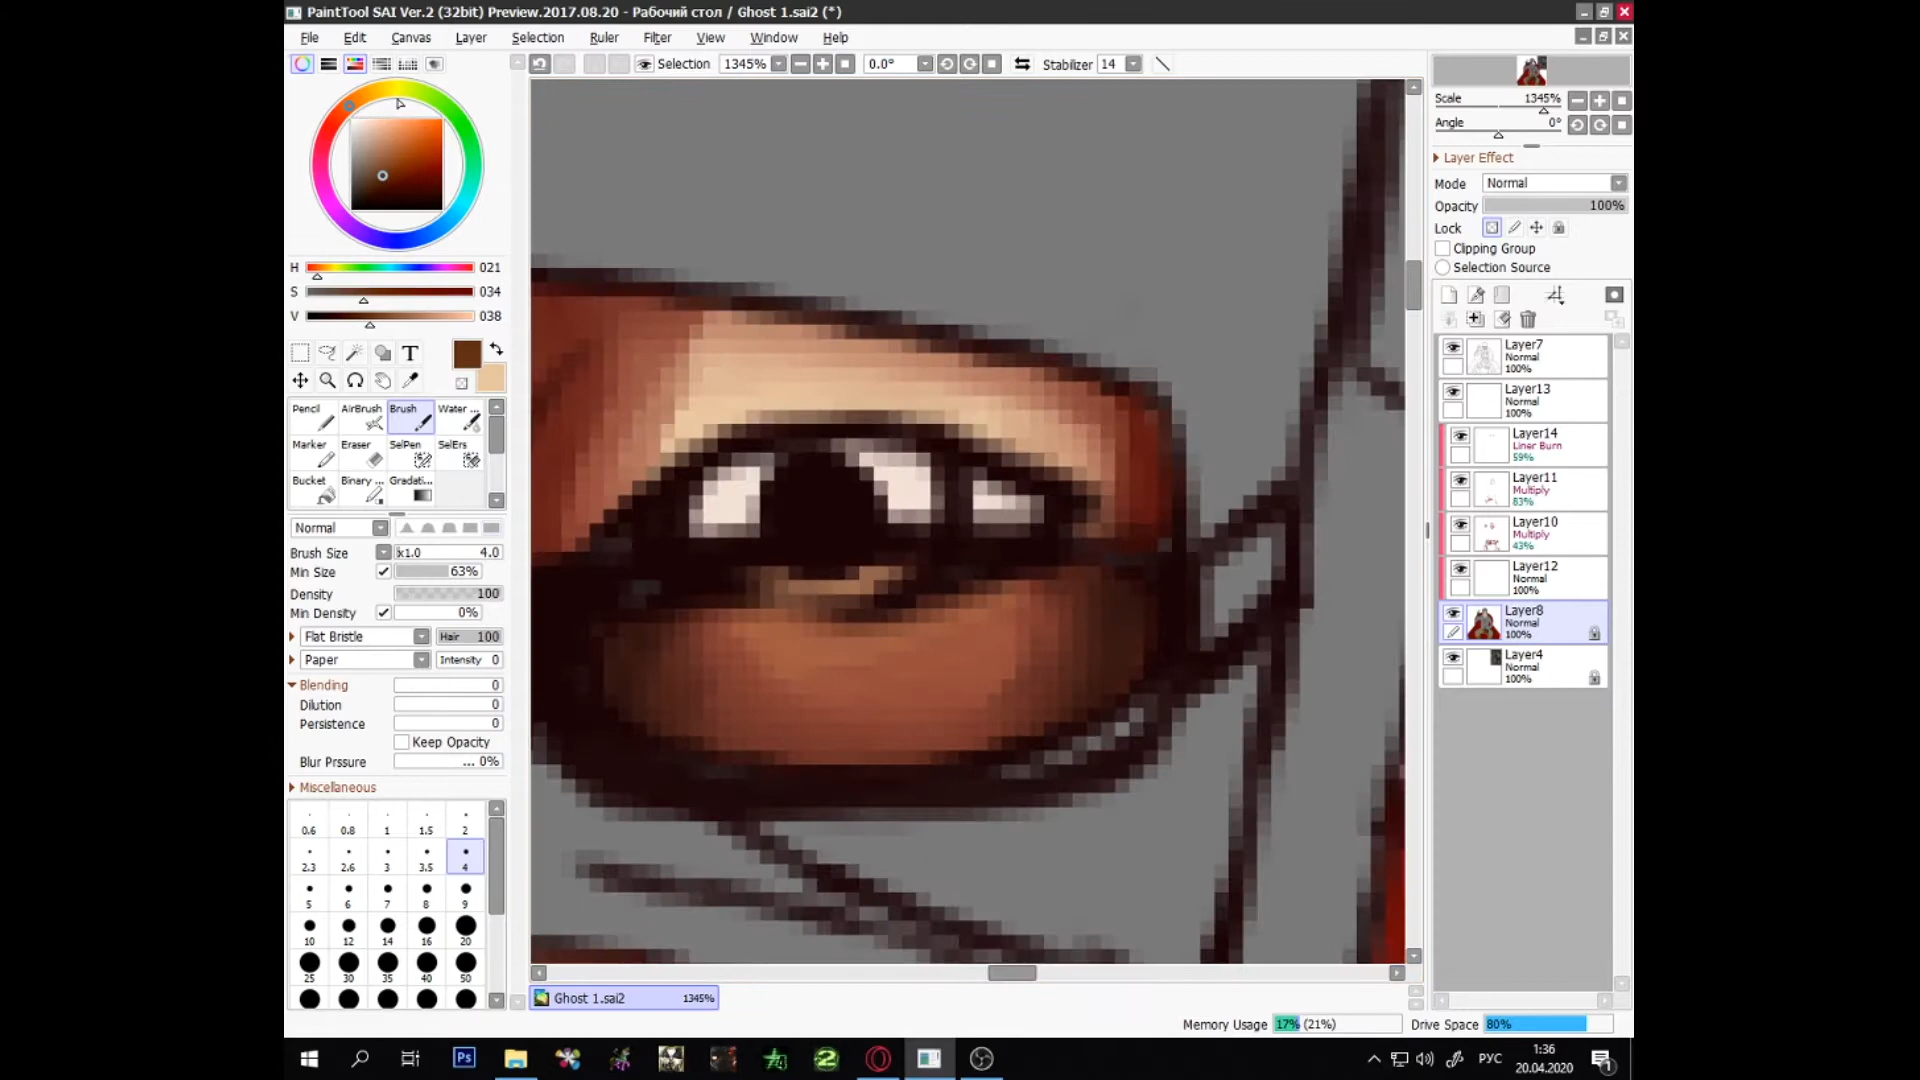 PaintTool SAI Ver.2 (32bit) Preview.2017.08.20 - Рабочий стол / Ghost 1.sai2 (*)
File Edit Canvas Layer Selection Ruler Filter View Window Help
Selection 1345% 0.0° Stabilizer 14
Scale 1345%
Angle 0°
Layer Effect
Mode Normal
Opacity 100%
Lock
Clipping Group
Selection Source
H 021
S 034
V 038
T
Pencil AirBrush Brush Water ...
Marker Eraser SelPen SelErs
Bucket Binary ... Gradati...
Normal
Brush Size x1.0 4.0
Min Size 63%
Density 100
Min Density 0%
Flat Bristle Hair 100
Paper Intensity 0
Blending 0
Dilution 0
Persistence 0
Keep Opacity
Blur Prssure ... 0%
Miscellaneous
0.6 0.8 1 1.5 2
2.3 2.6 3 3.5 4
5 6 7 8 9
10 12 14 16 20
25 30 35 40 50
Layer7
Normal
100%
Layer13
Normal
100%
Layer14
Liner Burn
59%
Layer11
Multiply
83%
Layer10
Multiply
43%
Layer12
Normal
100%
Layer8
Normal
100%
Layer4
Normal
100%
Ghost 1.sai2 1345%
Memory Usage 17% (21%) Drive Space 80%
Ps
2
РУС
1:36
20.04.2020
1